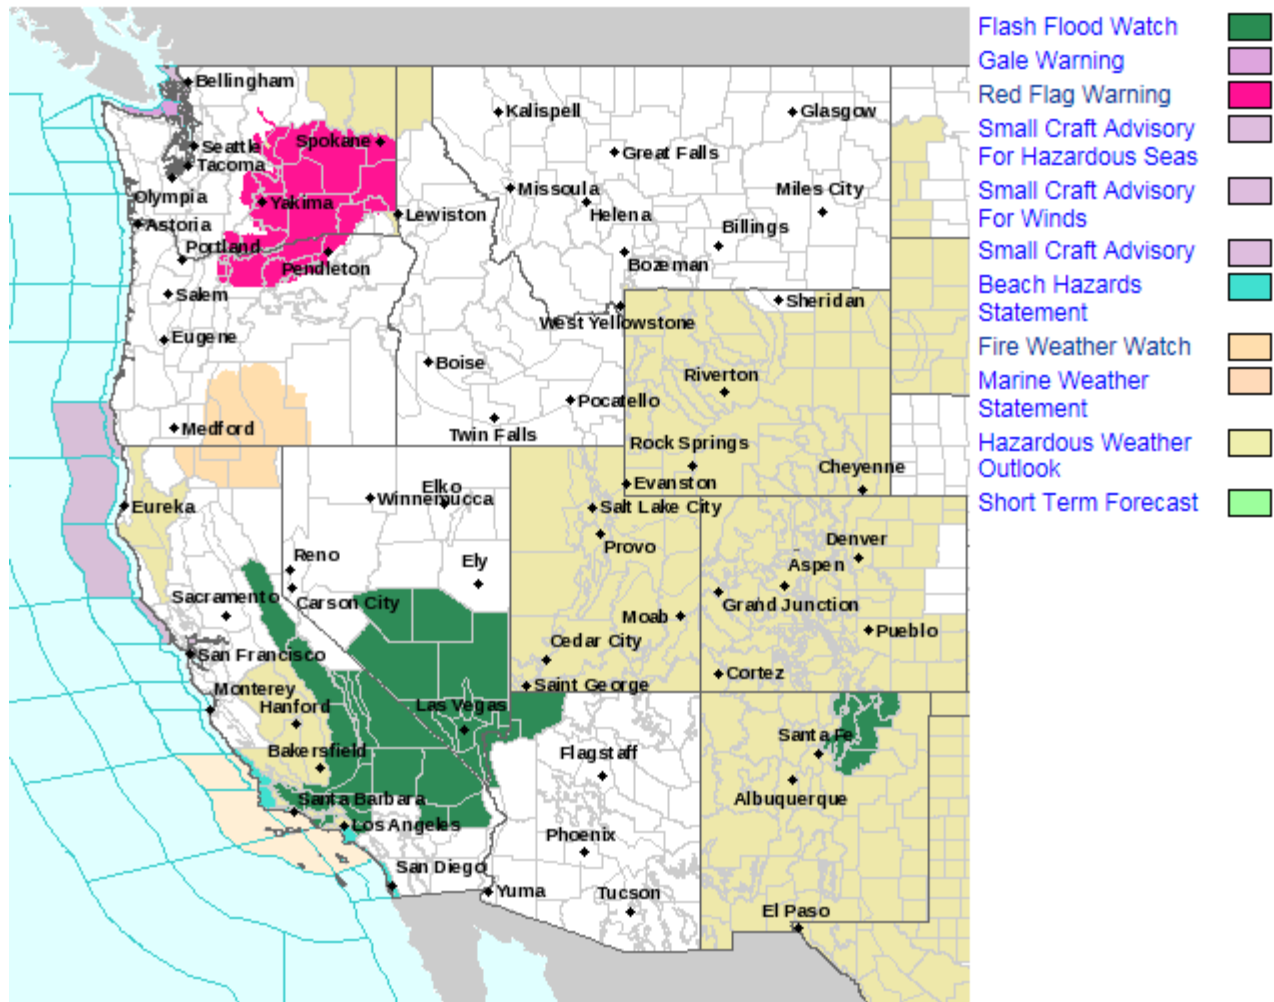 Bellingham
Kalispell
Glasgow
Spokane
Seattle
Great Falls
Tacoma
Missoula
Miles City
Olympia
Yakima
Helena
Lewiston
Astoria
Billings
Portland
Pendleton
Bozeman
Salem
Sheridan
West Yellowstone
Eugene
Boise
Riverton
Pocatello
Medford
Twin Falls
Rock Springs
Cheyenne
Elko
Evanston
Winnemucca
Eureka
Salt Lake City
Provo
Denver
Reno
Ely
Aspen
Sacramento
Carson City
Grand Junction
Moab
Pueblo
Cedar City
San Francisco
Cortez
Saint George
Monterey
Hanford
Las Vegas
Santa Fe
Bakersfield
Flagstaff
Santa Barbara
Albuquerque
Los Angeles
Phoenix
San Diego
Yuma
Tucson
El Paso
Flash Flood Watch
Gale Warning
Red Flag Warning
Small Craft Advisory
For Hazardous Seas
Small Craft Advisory
For Winds
Small Craft Advisory
Beach Hazards
Statement
Fire Weather Watch
Marine Weather
Statement
Hazardous Weather
Outlook
Short Term Forecast